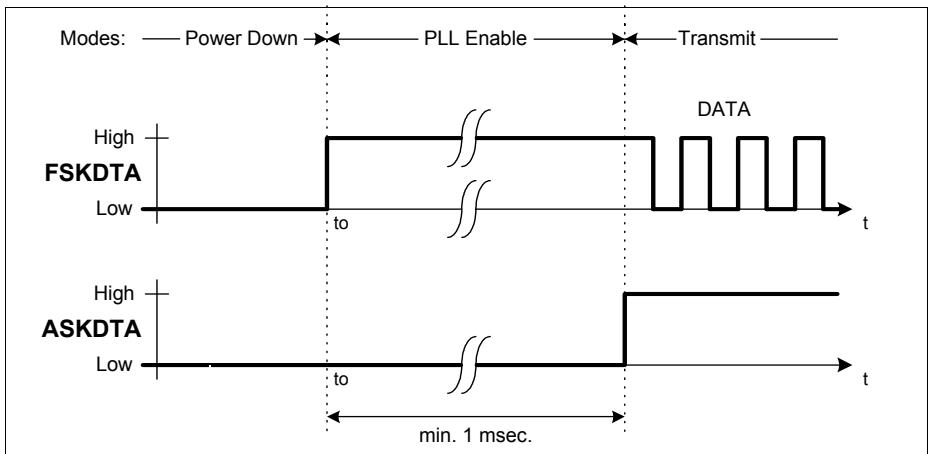 Modes: Power Down PLL Enable Transmit
DATA
High
FSKDTA
Low
to
t
High
ASKDTA
Low
to
t
min. 1 msec.